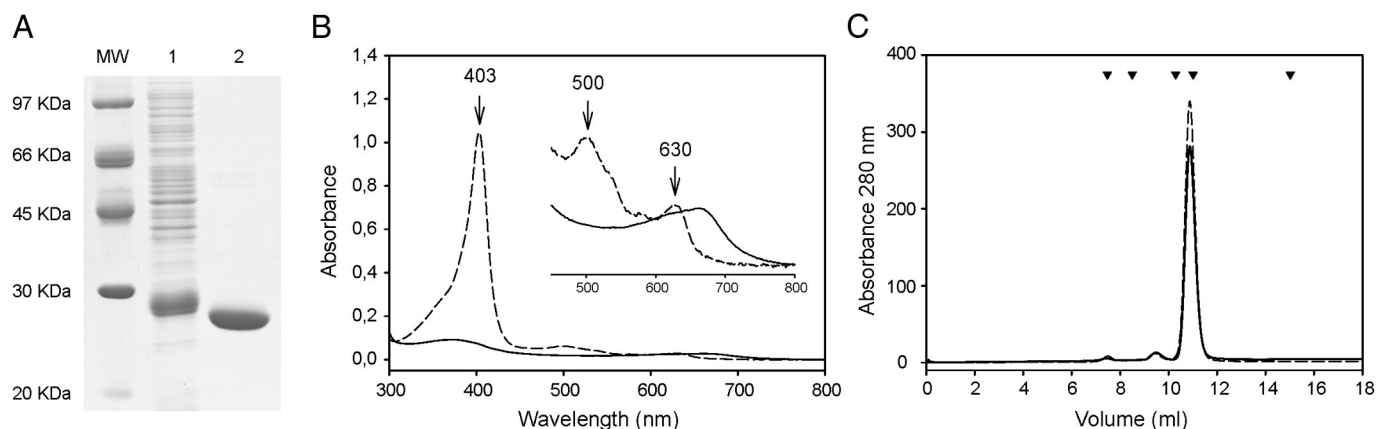 A
MW 1 2
97 KDa
66 KDa
45 KDa
30 KDa
20 KDa
B
1,4
1,2
1,0
0,8
0,6
0,4
0,2
0,0
Absorbance
403
500
630
500 600 700 800
300 400 500 600 700 800
Wavelength (nm)
C
400
300
200
100
0
Absorbance 280 nm
0 2 4 6 8 10 12 14 16 18
Volume (ml)